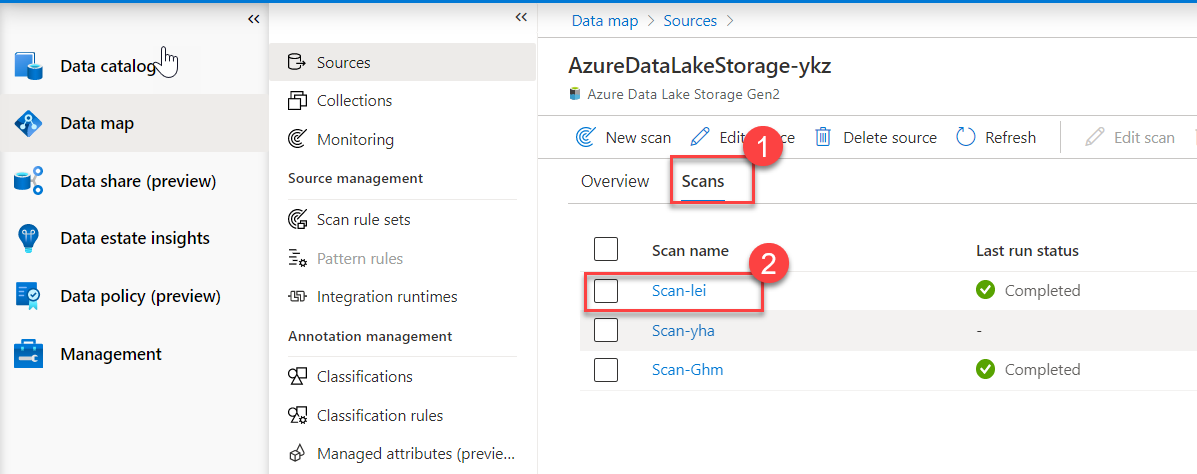 Data catalog
Data map
Data share (preview)
Data estate insights
Data policy (preview)
Management
Sources
Collections
Monitoring
Source management
Scan rule sets
Pattern rules
Integration runtimes
Annotation management
Classifications
Classification rules
Managed attributes (previe...
Data map > Sources >
AzureDataLakeStorage-ykz
Azure Data Lake Storage Gen2
New scan Delete source Refresh Edit scan
1
Overview Scans
Scan name Last run status
2
Scan-lei Completed
Scan-yha -
Scan-Ghm Completed